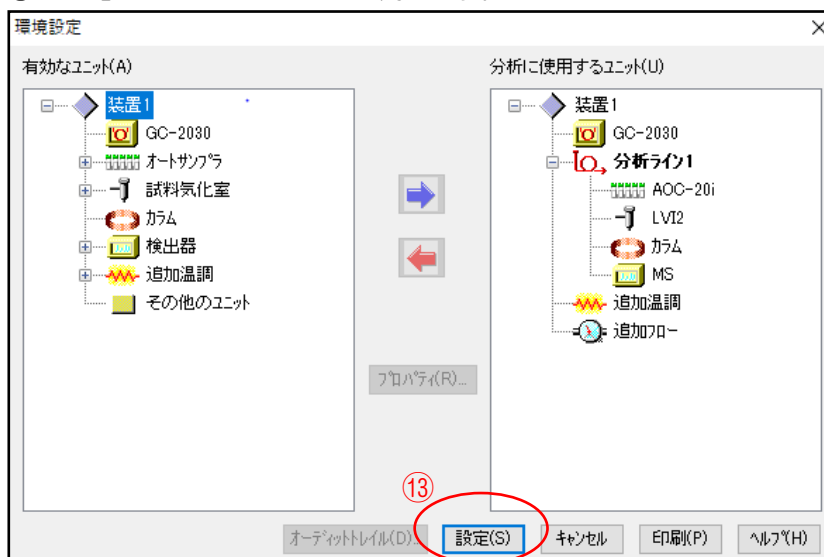 環境設定
有効なユニット(A)
分析に使用するユニット(U)
装置1
GC-2030
オートサンプラ
試料気化室
カラム
検出器
追加温調
その他のユニット
装置1
GC-2030
分析ライン1
AOC-20i
LVI2
カラム
MS
追加温調
追加フロー
プロパティ(R)...
⑬
オーディットトレイル(D)...
設定(S)
キャンセル
印刷(P)
ヘルプ(H)